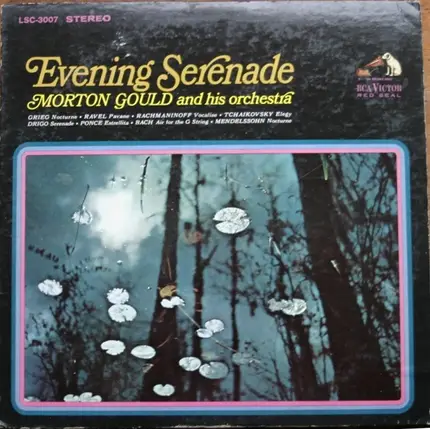 LSC-3007 STEREO
Evening Serenade
MORTON GOULD and his orchestra
RCA VICTOR
RED SEAL
GRIEG Nocturne • RAVEL Pavane • RACHMANINOFF Vocalise • TCHAIKOVSKY Elegy
DRIGO Serenade • PONCE Estrellita • BACH Air for the G String • MENDELSSOHN Nocturne